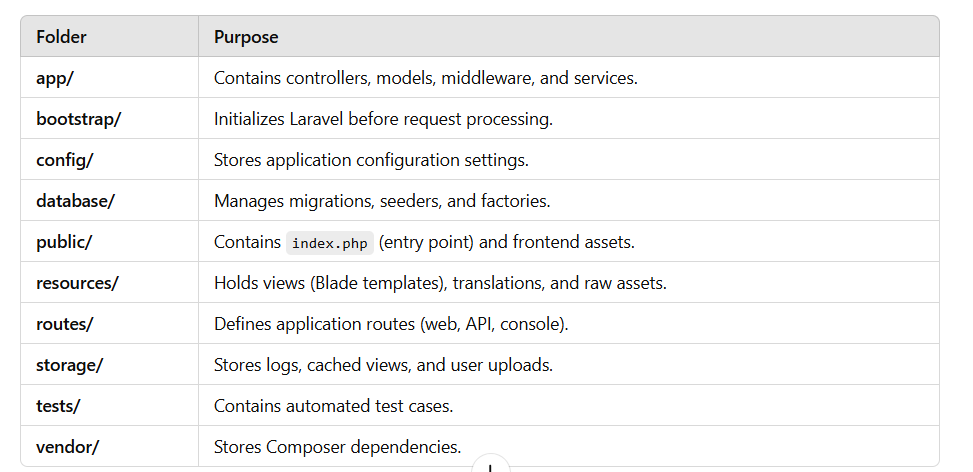 Folder Purpose
app/ Contains controllers, models, middleware, and services.
bootstrap/ Initializes Laravel before request processing.
config/ Stores application configuration settings.
database/ Manages migrations, seeders, and factories.
public/ Contains index.php (entry point) and frontend assets.
resources/ Holds views (Blade templates), translations, and raw assets.
routes/ Defines application routes (web, API, console).
storage/ Stores logs, cached views, and user uploads.
tests/ Contains automated test cases.
vendor/ Stores Composer dependencies.